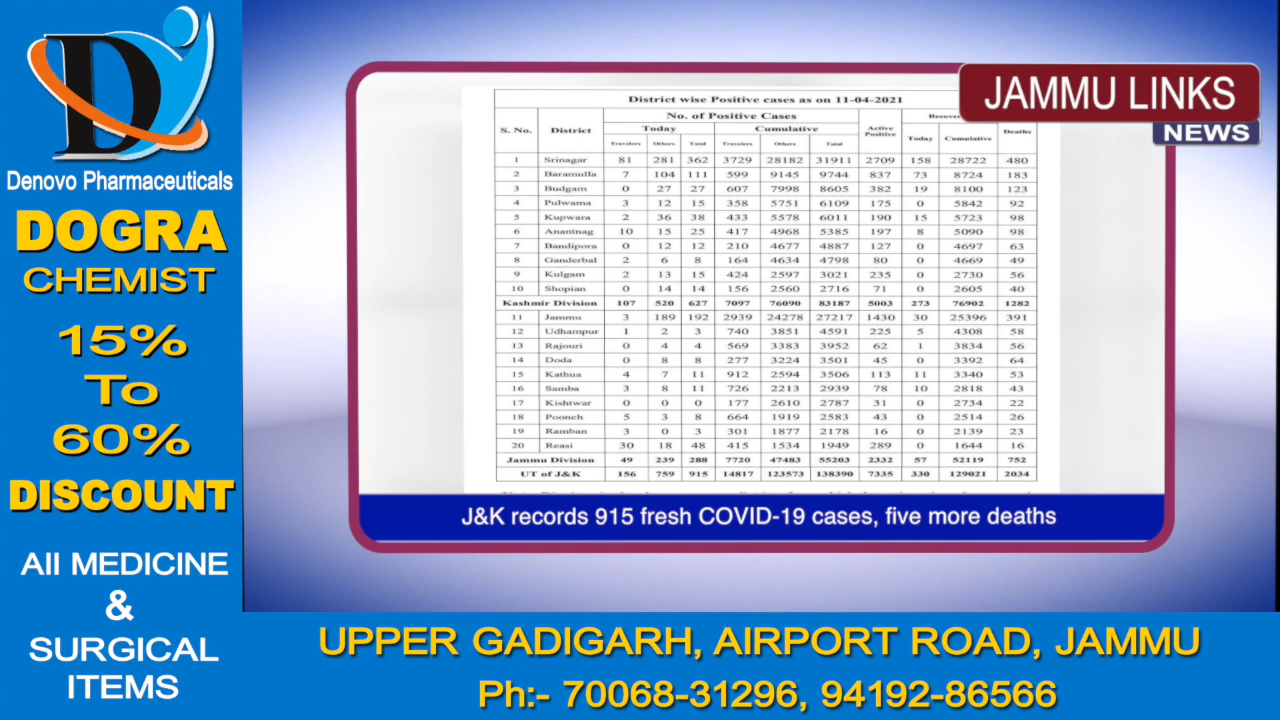 D
Denovo Pharmaceuticals
DOGRA
CHEMIST
15%
To
60%
DISCOUNT
All MEDICINE
&
SURGICAL
ITEMS
JAMMU LINKS
NEWS
District wise Positive cases as on 11-04-2021
S. No. District No. of Positive Cases Active Positive Deaths
Today Cumulative Today Cumulative
Travelers Others Total Travelers Others Total
1 Srinagar 81 281 362 3729 28182 31911 2709 158 28722 480
2 Baramulla 7 104 111 599 9145 9744 837 73 8724 183
3 Budgam 0 27 27 607 7998 8605 382 19 8100 123
4 Pulwama 3 12 15 358 5751 6109 175 0 5842 92
5 Kupwara 2 36 38 433 5578 6011 190 15 5723 98
6 Anantnag 10 15 25 417 4968 5385 197 8 5090 98
7 Bandipora 0 12 12 210 4677 4887 127 0 4697 63
8 Ganderbal 2 6 8 164 4634 4798 80 0 4669 49
9 Kulgam 2 13 15 424 2597 3021 235 0 2730 56
10 Shopian 0 14 14 156 2560 2716 71 0 2605 40
Kashmir Division 107 520 627 7097 76090 83187 5003 273 76902 1282
11 Jammu 3 189 192 2939 24278 27217 1430 30 25396 391
12 Udhampur 1 2 3 740 3851 4591 225 5 4308 58
13 Rajouri 0 4 4 569 3383 3952 62 1 3834 56
14 Doda 0 8 8 277 3224 3501 45 0 3392 64
15 Kathua 4 7 11 912 2594 3506 113 11 3340 53
16 Samba 3 8 11 726 2213 2939 78 10 2818 43
17 Kishtwar 0 0 0 177 2610 2787 31 0 2734 22
18 Poonch 5 3 8 664 1919 2583 43 0 2514 26
19 Ramban 3 0 3 301 1877 2178 16 0 2139 23
20 Reasi 30 18 48 415 1534 1949 289 0 1644 16
Jammu Division 49 239 288 7720 47483 55203 2332 57 52119 752
UT of J&K 156 759 915 14817 123573 138390 7335 330 129021 2034
J&K records 915 fresh COVID-19 cases, five more deaths
UPPER GADIGARH, AIRPORT ROAD, JAMMU
Ph:- 70068-31296, 94192-86566